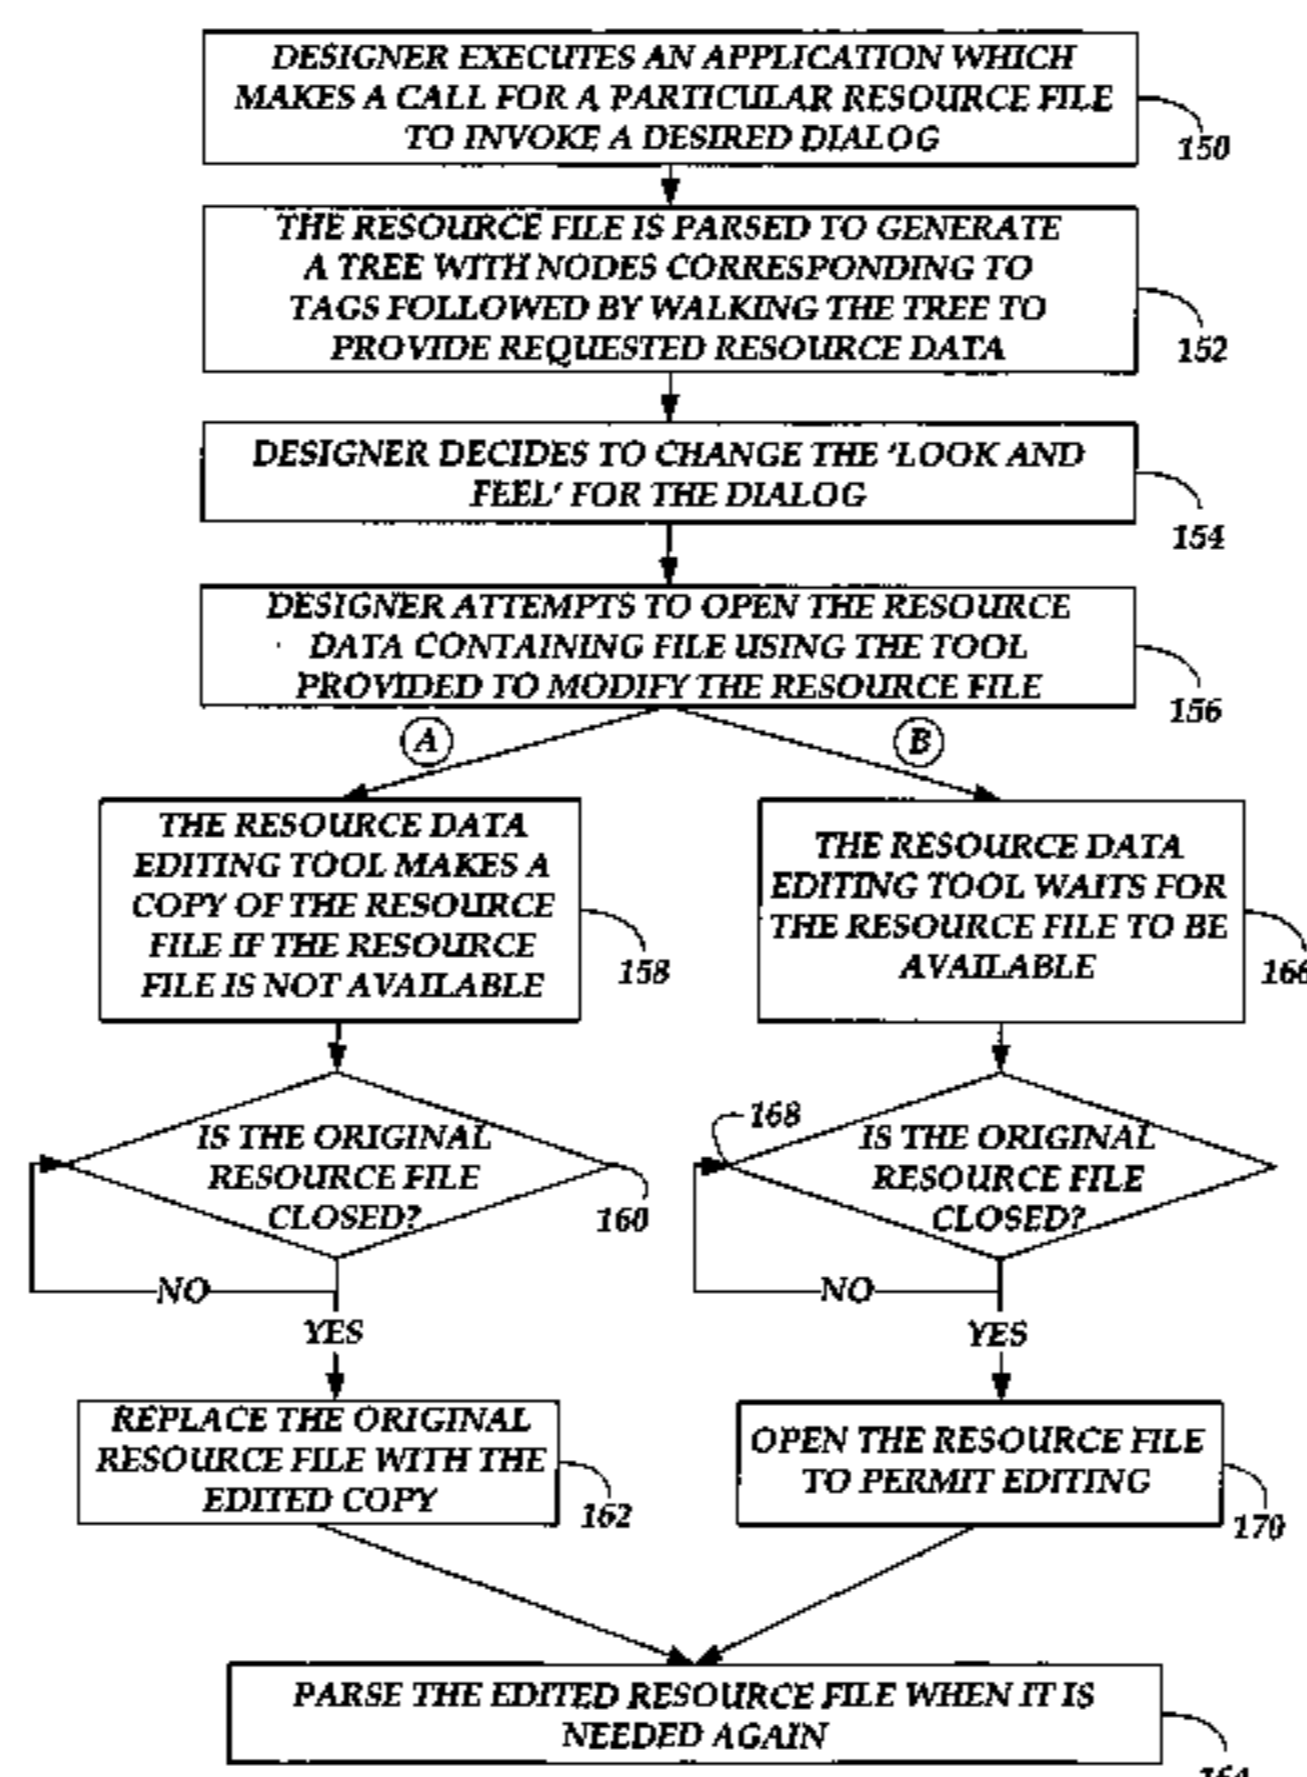 DESIGNER EXECUTES AN APPLICATION WHICH
MAKES A CALL FOR A PARTICULAR RESOURCE FILE
TO INVOKE A DESIRED DIALOG
150
THE RESOURCE FILE IS PARSED TO GENERATE
A TREE WITH NODES CORRESPONDING TO
TAGS FOLLOWED BY WALKING THE TREE TO
PROVIDE REQUESTED RESOURCE DATA
152
DESIGNER DECIDES TO CHANGE THE 'LOOK AND
FEEL' FOR THE DIALOG
154
DESIGNER ATTEMPTS TO OPEN THE RESOURCE
DATA CONTAINING FILE USING THE TOOL
PROVIDED TO MODIFY THE RESOURCE FILE
156
A
B
THE RESOURCE DATA
EDITING TOOL MAKES A
COPY OF THE RESOURCE
FILE IF THE RESOURCE
FILE IS NOT AVAILABLE
158
THE RESOURCE DATA
EDITING TOOL WAITS FOR
THE RESOURCE FILE TO BE
AVAILABLE
166
IS THE ORIGINAL
RESOURCE FILE
CLOSED?
160
NO
YES
168
IS THE ORIGINAL
RESOURCE FILE
CLOSED?
NO
YES
REPLACE THE ORIGINAL
RESOURCE FILE WITH THE
EDITED COPY
162
OPEN THE RESOURCE FILE
TO PERMIT EDITING
170
PARSE THE EDITED RESOURCE FILE WHEN IT IS
NEEDED AGAIN